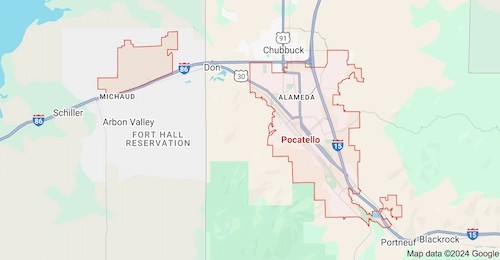 91
Chubbuck
86
Don
30
MICHAUD
ALAMEDA
Schiller
86
Arbon Valley
FORT HALL
RESERVATION
Pocatello
15
Portneuf
Blackrock
15
Map data ©2024 Google